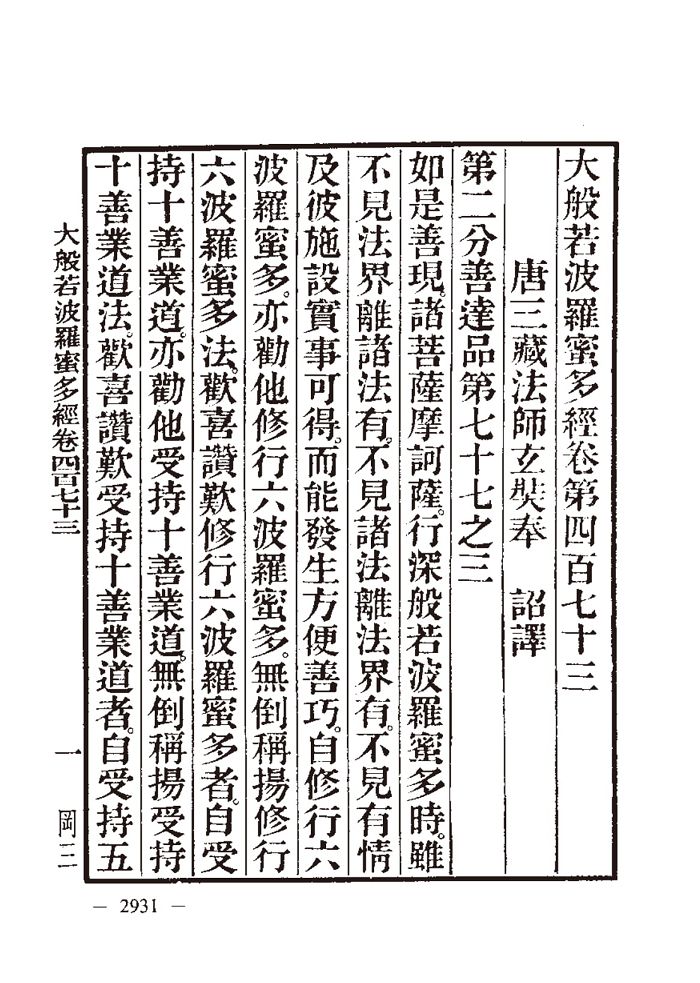 大般若波羅蜜多經卷第四百七十三
唐三藏法師玄奘奉　詔譯
第二分善達品第七十七之三
如是善現。諸菩薩摩訶薩。行深般若波羅蜜多時。雖
不見法界離諸法有。不見諸法離法界有。不見有情
及彼施設實事可得。而能發生方便善巧。自修行六
波羅蜜多。亦勸他修行六波羅蜜多。無倒稱揚修行
六波羅蜜多法。歡喜讚歎修行六波羅蜜多者。自受
持十善業道。亦勸他受持十善業道。無倒稱揚受持
十善業道法。歡喜讚歎受持十善業道者。自受持五
大般若波羅蜜多經卷四百七十三　一　岡三
— 2931 —